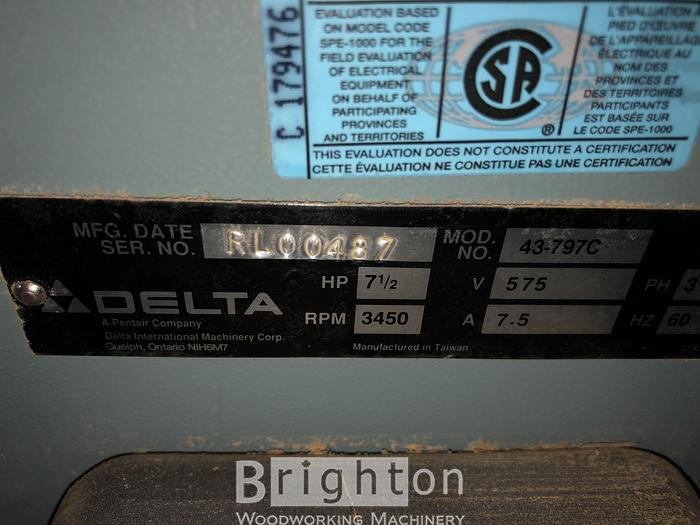 C 179476
EVALUATION BASED
ON MODEL CODE
SPE-1000 FOR THE
FIELD EVALUATION
OF ELECTRICAL
EQUIPMENT
ON BEHALF OF
PARTICIPATING
PROVINCES
AND TERRITORIES
CSA
®
L'ÉVALUATION À
PIED D'ŒUVRE
DE L'APPAREILLAGE
ÉLECTRIQUE AU
NOM DES
PROVINCES ET
DES TERRITOIRES
PARTICIPANTS
EST BASÉE SUR
LE CODE SPE-1000
THIS EVALUATION DOES NOT CONSTITUTE A CERTIFICATION
CETTE ÉVALUATION NE CONSTITUE PAS UNE CERTIFICATION
MFG. DATE
SER. NO. RL00487
MOD.
NO. 43-797C
HP 7 1/2 V 575 PH 3
DELTA
RPM 3450 A 7.5 HZ 60
A Pentair Company
Delta International Machinery Corp.
Guelph, Ontario NIH6M7
Manufactured in Taiwan
Brighton
WOODWORKING MACHINERY